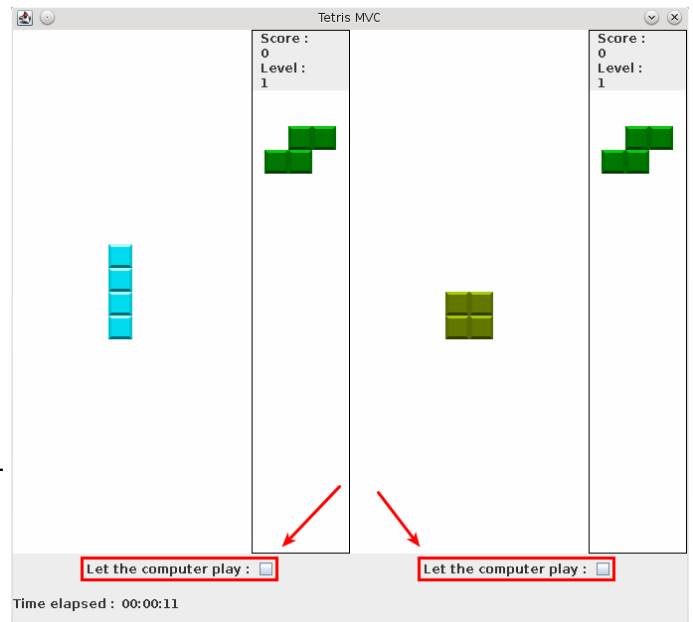 Tetris MVC
Score :
0
Level :
1
Score :
0
Level :
1
Let the computer play :
Let the computer play :
Time elapsed : 00:00:11